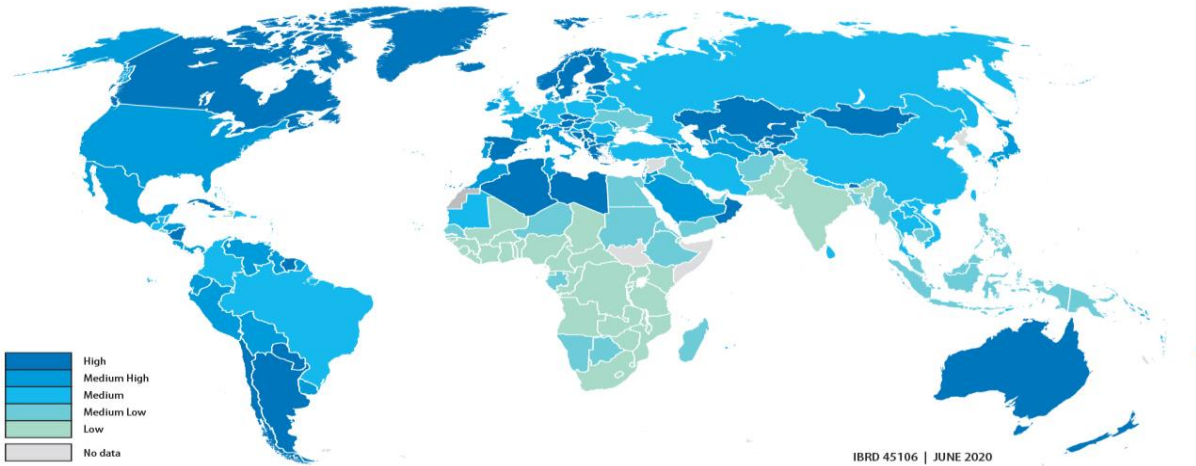 High
Medium High
Medium
Medium Low
Low
No data
IBRD 45106 | JUNE 2020